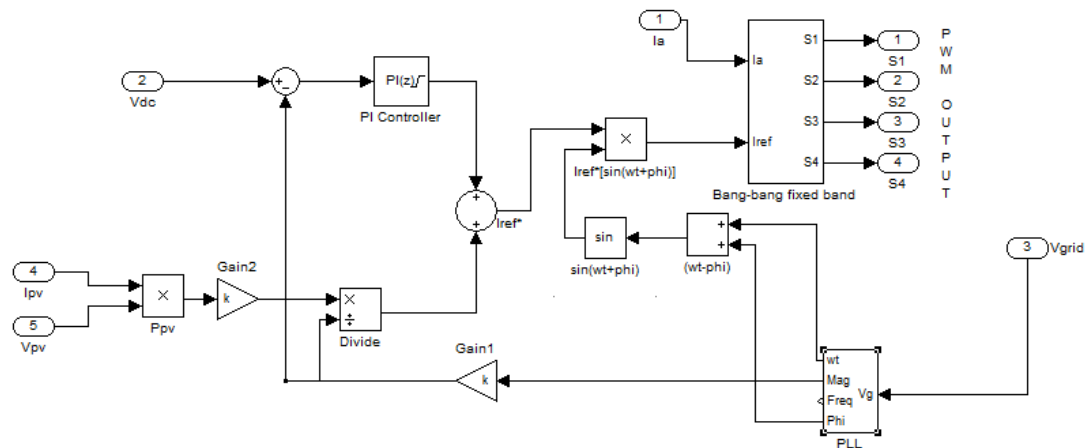 1
Ia
Ia
Iref
S1
S2
S3
S4
Bang-bang fixed band
1
S1
2
S2
3
S3
4
S4
P
W
M
O
U
T
P
U
T
2
Vdc
+
−
PI(z)
PI Controller
+
+
Iref*
×
Iref*[sin(wt+phi)]
sin
sin(wt+phi)
+
+
(wt-phi)
3
Vgrid
4
Ipv
5
Vpv
×
Ppv
Gain2
k
×
÷
Divide
Gain1
k
wt
Mag
Freq
Phi
Vg
PLL